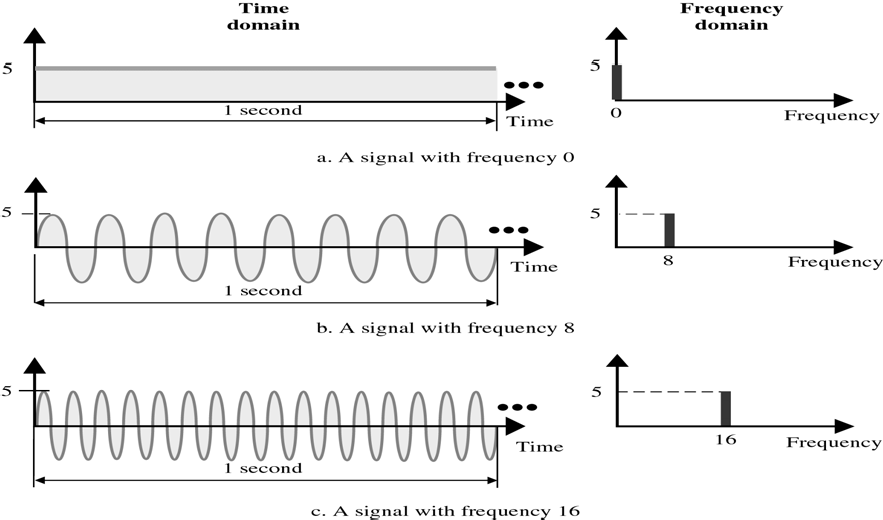 Time
domain
Frequency
domain
5
1 second
Time
5
0
Frequency
a. A signal with frequency 0
5
1 second
Time
5
8
Frequency
b. A signal with frequency 8
5
1 second
Time
5
16
Frequency
c. A signal with frequency 16